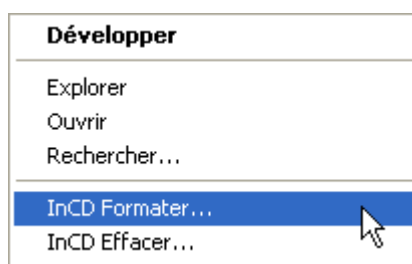 Développer
Explorer
Ouvrir
Rechercher...
InCD Formater...
InCD Effacer...